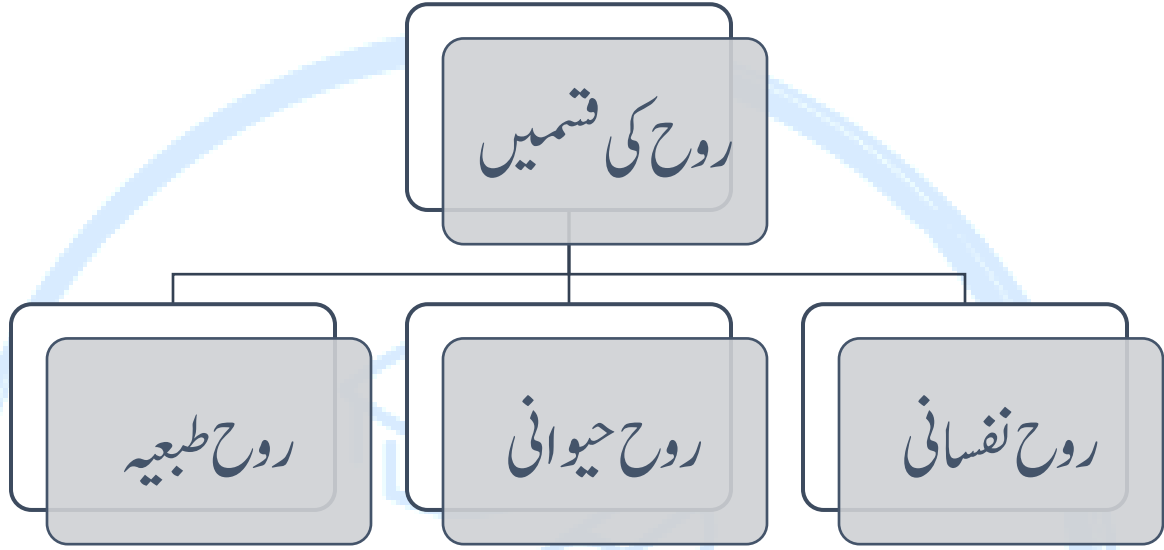 روح کی قسمیں
روح نفسانی
روح حیوانی
روح طبعیہ